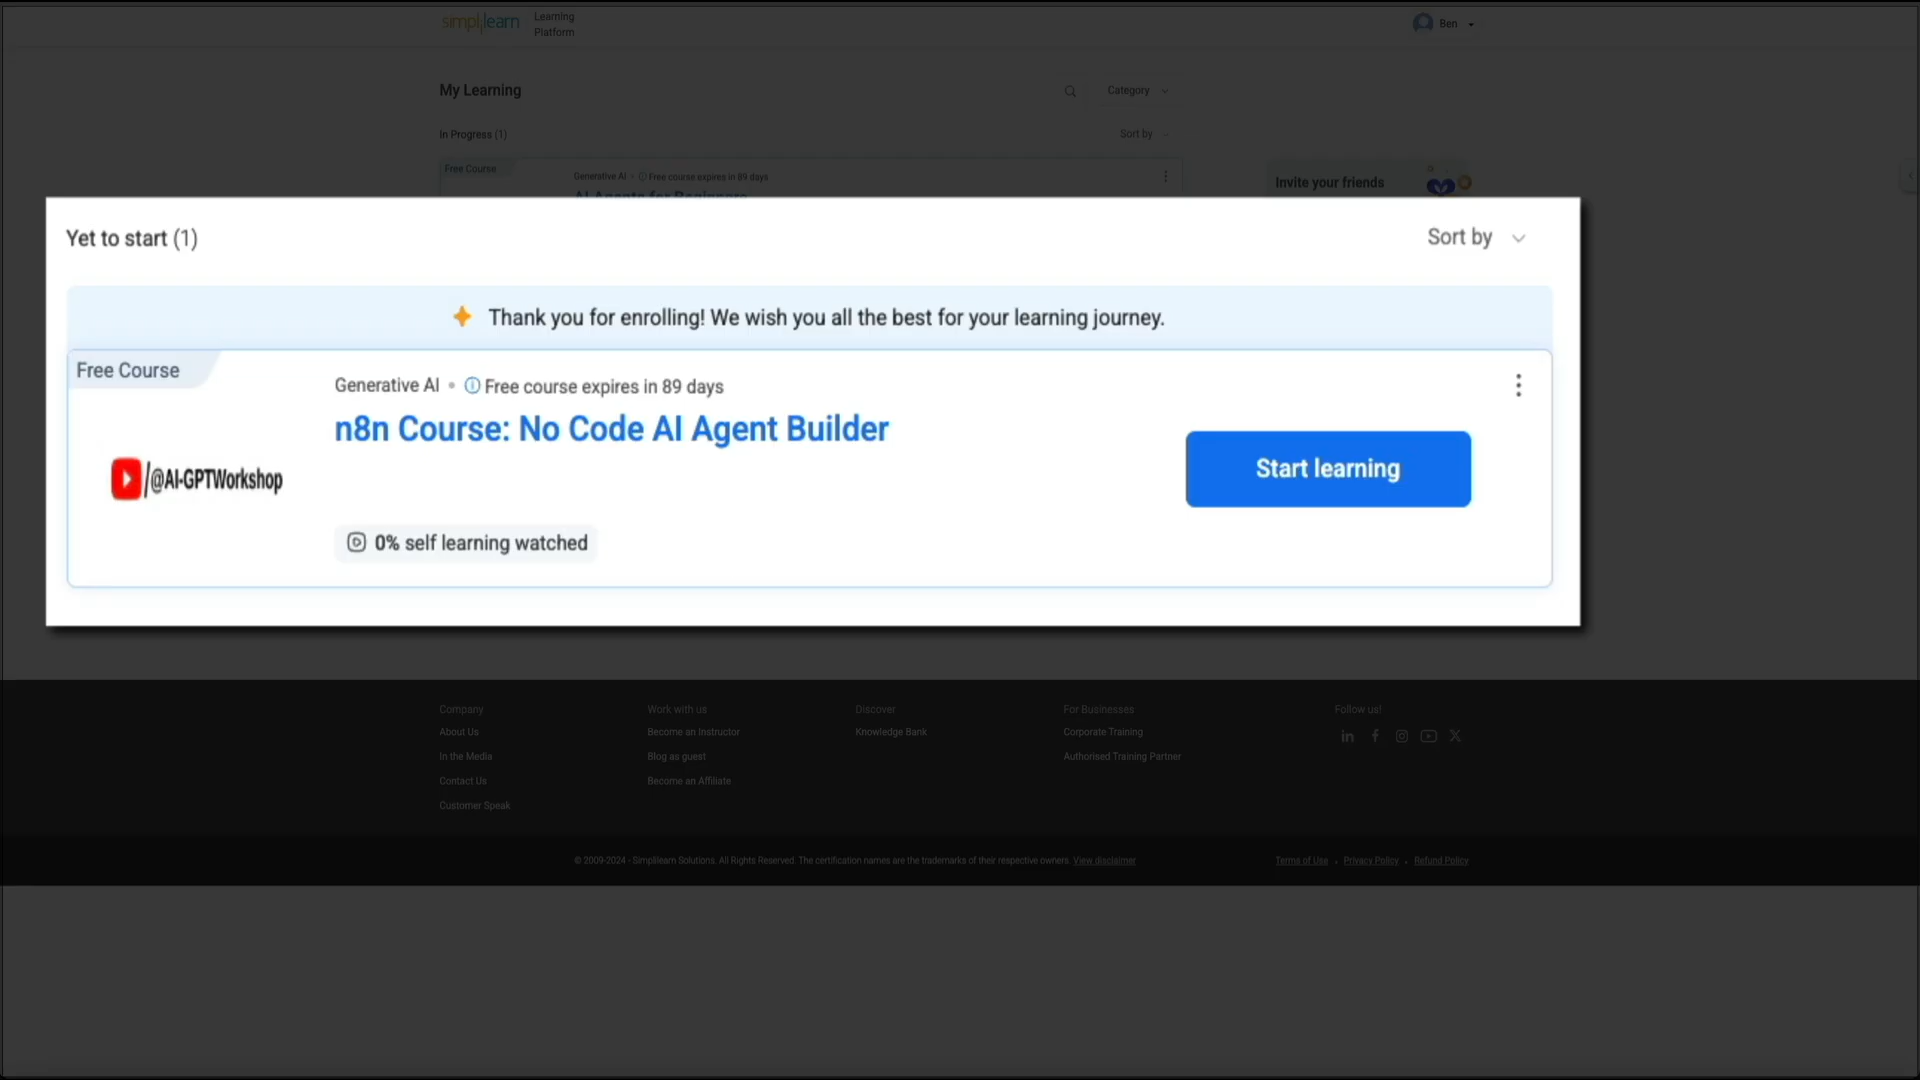 simplilearn
Learning
Platform
Ben
My Learning
Category
In Progress (1)
Sort by
Free Course
Generative AI • Free course expires in 89 days
AI Agents for Beginners
Invite your friends
Yet to start (1)
Sort by
Thank you for enrolling! We wish you all the best for your learning journey.
Free Course
Generative AI • Free course expires in 89 days
n8n Course: No Code AI Agent Builder
Start learning
/@AI-GPTWorkshop
0% self learning watched
Company
About Us
In the Media
Contact Us
Customer Speak
Work with us
Become an Instructor
Blog as guest
Become an Affiliate
Discover
Knowledge Bank
For Businesses
Corporate Training
Authorised Training Partner
Follow us!
© 2009-2024 - Simplilearn Solutions. All Rights Reserved. The certification names are the trademarks of their respective owners. View disclaimer
Terms of Use • Privacy Policy • Refund Policy